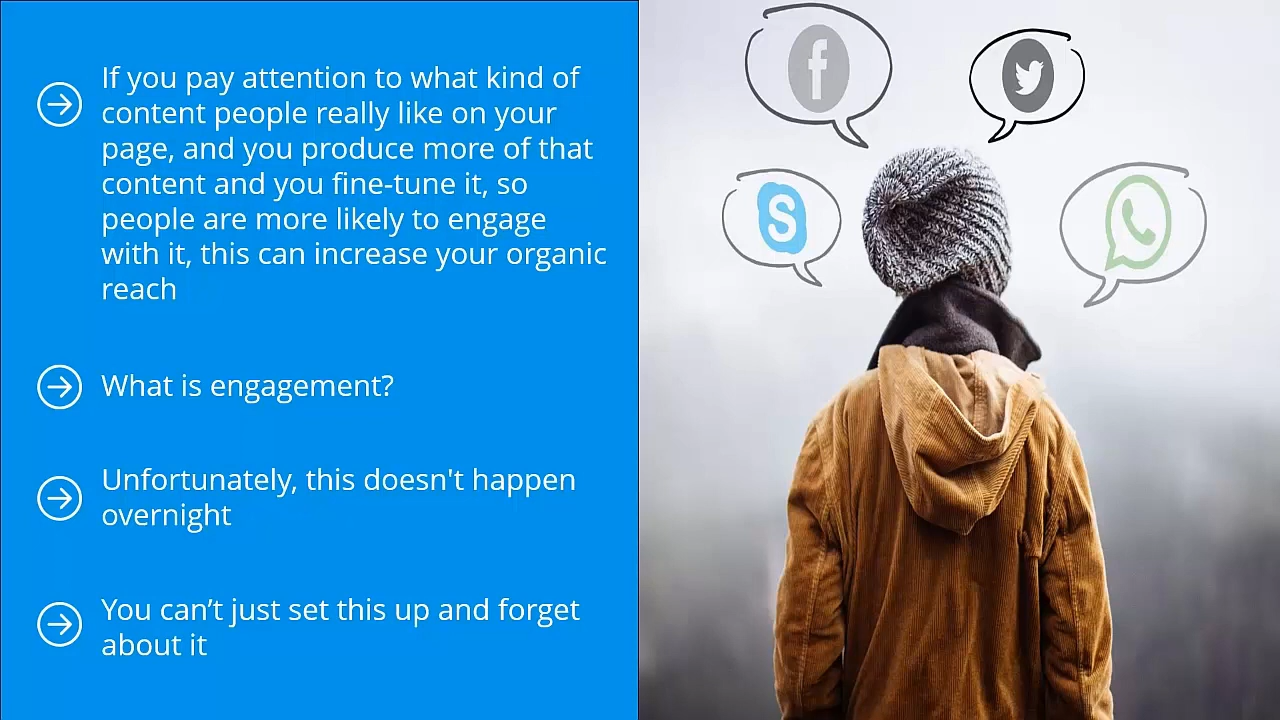 If you pay attention to what kind of
content people really like on your
page, and you produce more of that
content and you fine-tune it, so
people are more likely to engage
with it, this can increase your organic
reach
What is engagement?
Unfortunately, this doesn't happen
overnight
You can’t just set this up and forget
about it